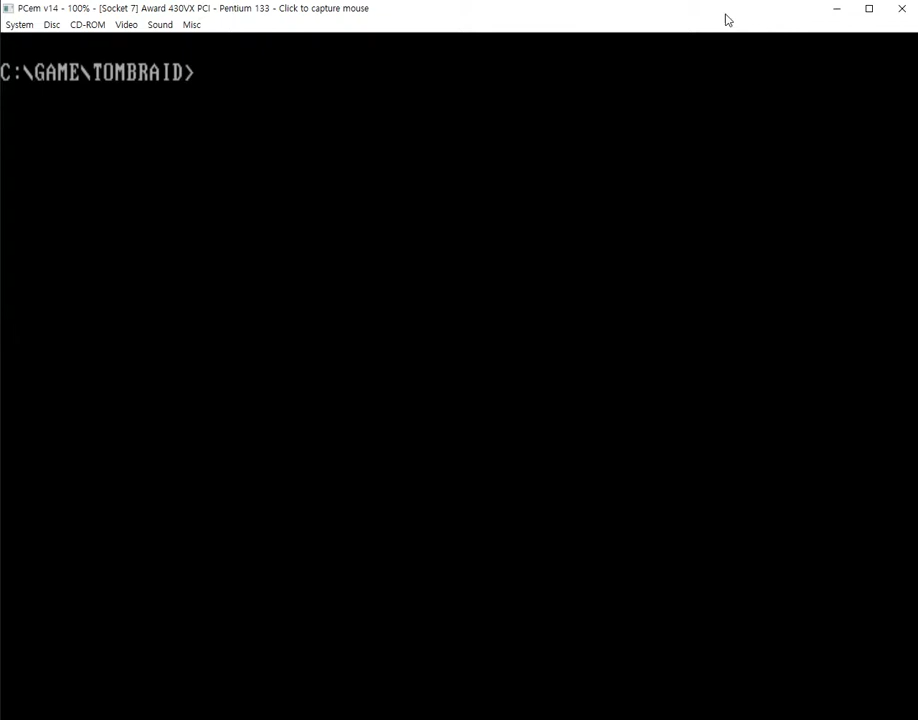 PCem v14 - 100% - [Socket 7] Award 430VX PCI - Pentium 133 - Click to capture mouse
System Disc CD-ROM Video Sound Misc
C:\GAME\TOMBRAID>